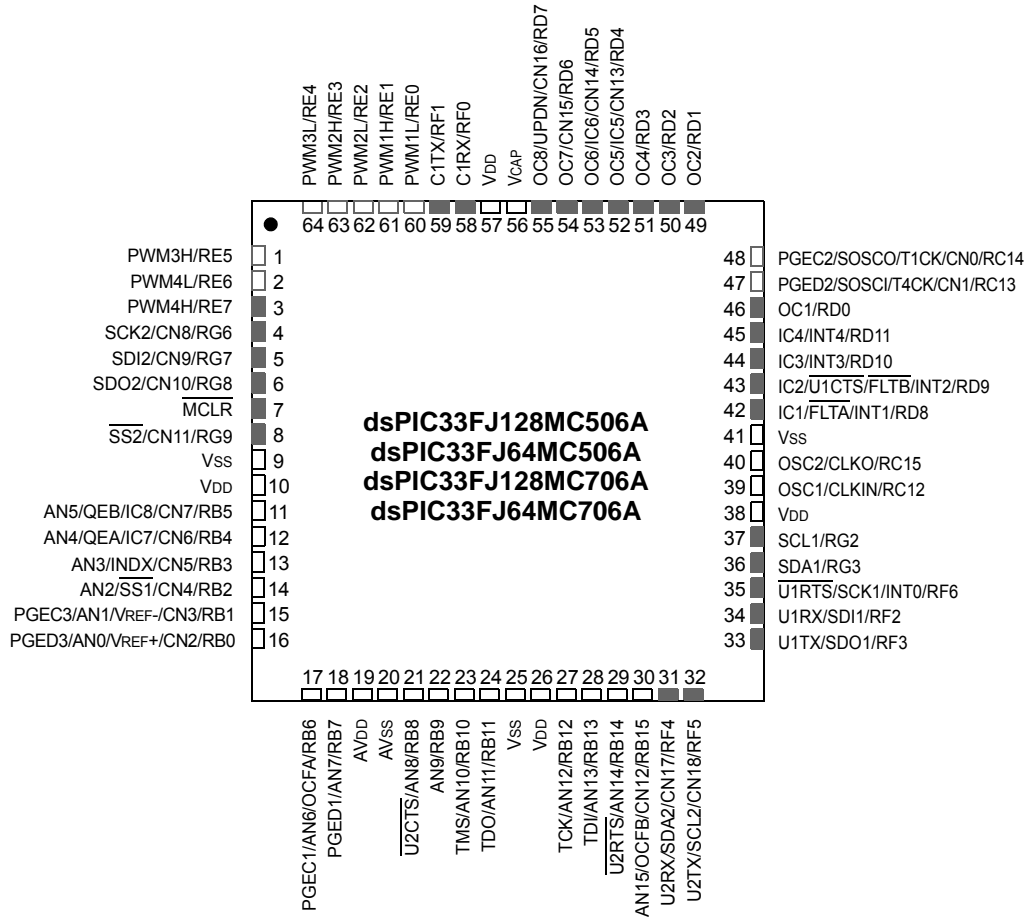 PWM3L/RE4
PWM2H/RE3
PWM2L/RE2
PWM1H/RE1
PWM1L/RE0
C1TX/RF1
C1RX/RF0
VDD
VCAP
OC8/UPDN/CN16/RD7
OC7/CN15/RD6
OC6/IC6/CN14/RD5
OC5/IC5/CN13/RD4
OC4/RD3
OC3/RD2
OC2/RD1
64 63 62 61 60 59 58 57 56 55 54 53 52 51 50 49
PWM3H/RE5 1
PWM4L/RE6 2
PWM4H/RE7 3
SCK2/CN8/RG6 4
SDI2/CN9/RG7 5
SDO2/CN10/RG8 6
MCLR 7
SS2/CN11/RG9 8
VSS 9
VDD 10
AN5/QEB/IC8/CN7/RB5 11
AN4/QEA/IC7/CN6/RB4 12
AN3/INDX/CN5/RB3 13
AN2/SS1/CN4/RB2 14
PGEC3/AN1/VREF-/CN3/RB1 15
PGED3/AN0/VREF+/CN2/RB0 16
dsPIC33FJ128MC506A
dsPIC33FJ64MC506A
dsPIC33FJ128MC706A
dsPIC33FJ64MC706A
48 PGEC2/SOSCO/T1CK/CN0/RC14
47 PGED2/SOSCI/T4CK/CN1/RC13
46 OC1/RD0
45 IC4/INT4/RD11
44 IC3/INT3/RD10
43 IC2/U1CTS/FLTB/INT2/RD9
42 IC1/FLTA/INT1/RD8
41 VSS
40 OSC2/CLKO/RC15
39 OSC1/CLKIN/RC12
38 VDD
37 SCL1/RG2
36 SDA1/RG3
35 U1RTS/SCK1/INT0/RF6
34 U1RX/SDI1/RF2
33 U1TX/SDO1/RF3
17 18 19 20 21 22 23 24 25 26 27 28 29 30 31 32
PGEC1/AN6/OCFA/RB6
PGED1/AN7/RB7
AVDD
AVSS
U2CTS/AN8/RB8
AN9/RB9
TMS/AN10/RB10
TDO/AN11/RB11
VSS
VDD
TCK/AN12/RB12
TDI/AN13/RB13
U2RTS/AN14/RB14
AN15/OCFB/CN12/RB15
U2RX/SDA2/CN17/RF4
U2TX/SCL2/CN18/RF5